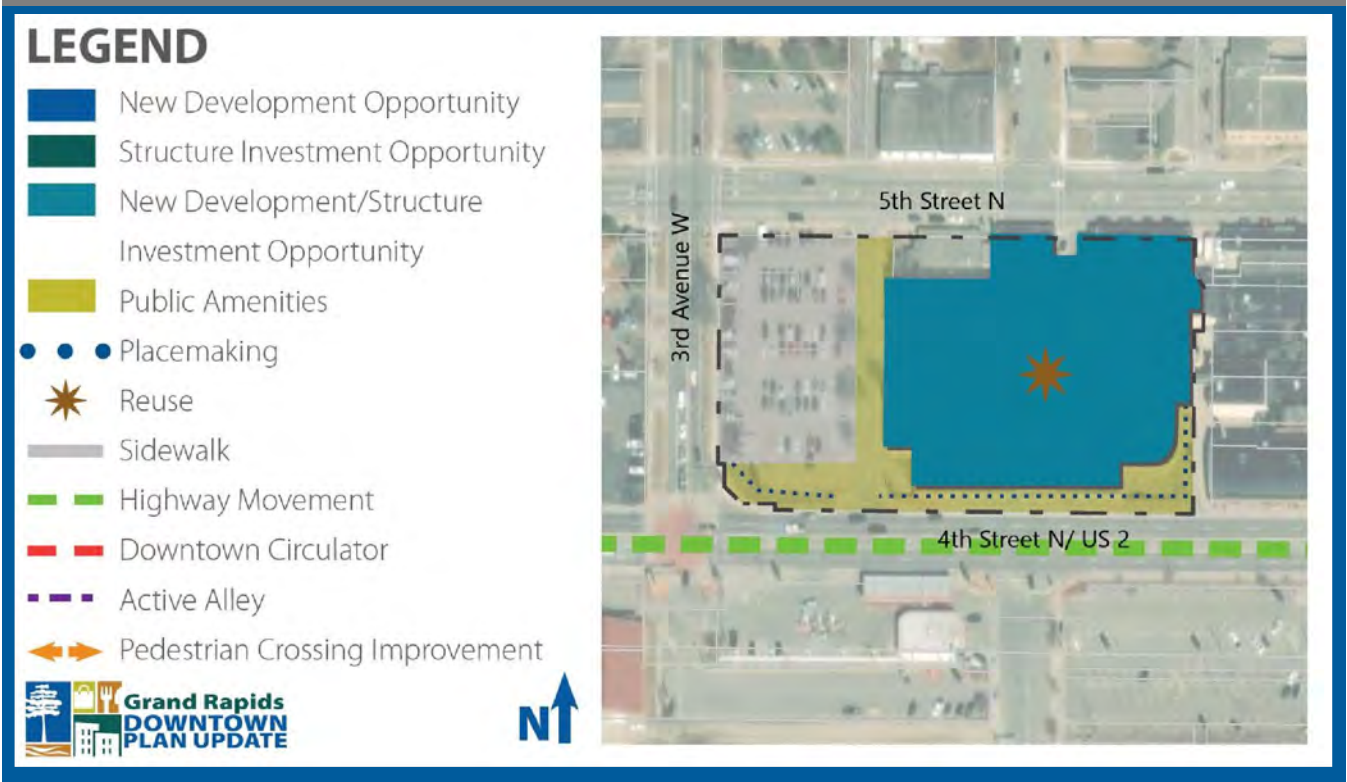 LEGEND
New Development Opportunity
Structure Investment Opportunity
New Development/Structure
Investment Opportunity
Public Amenities
Placemaking
Reuse
Sidewalk
Highway Movement
Downtown Circulator
Active Alley
Pedestrian Crossing Improvement
Grand Rapids
DOWNTOWN
PLAN UPDATE
N
5th Street N
3rd Avenue W
4th Street N/ US 2